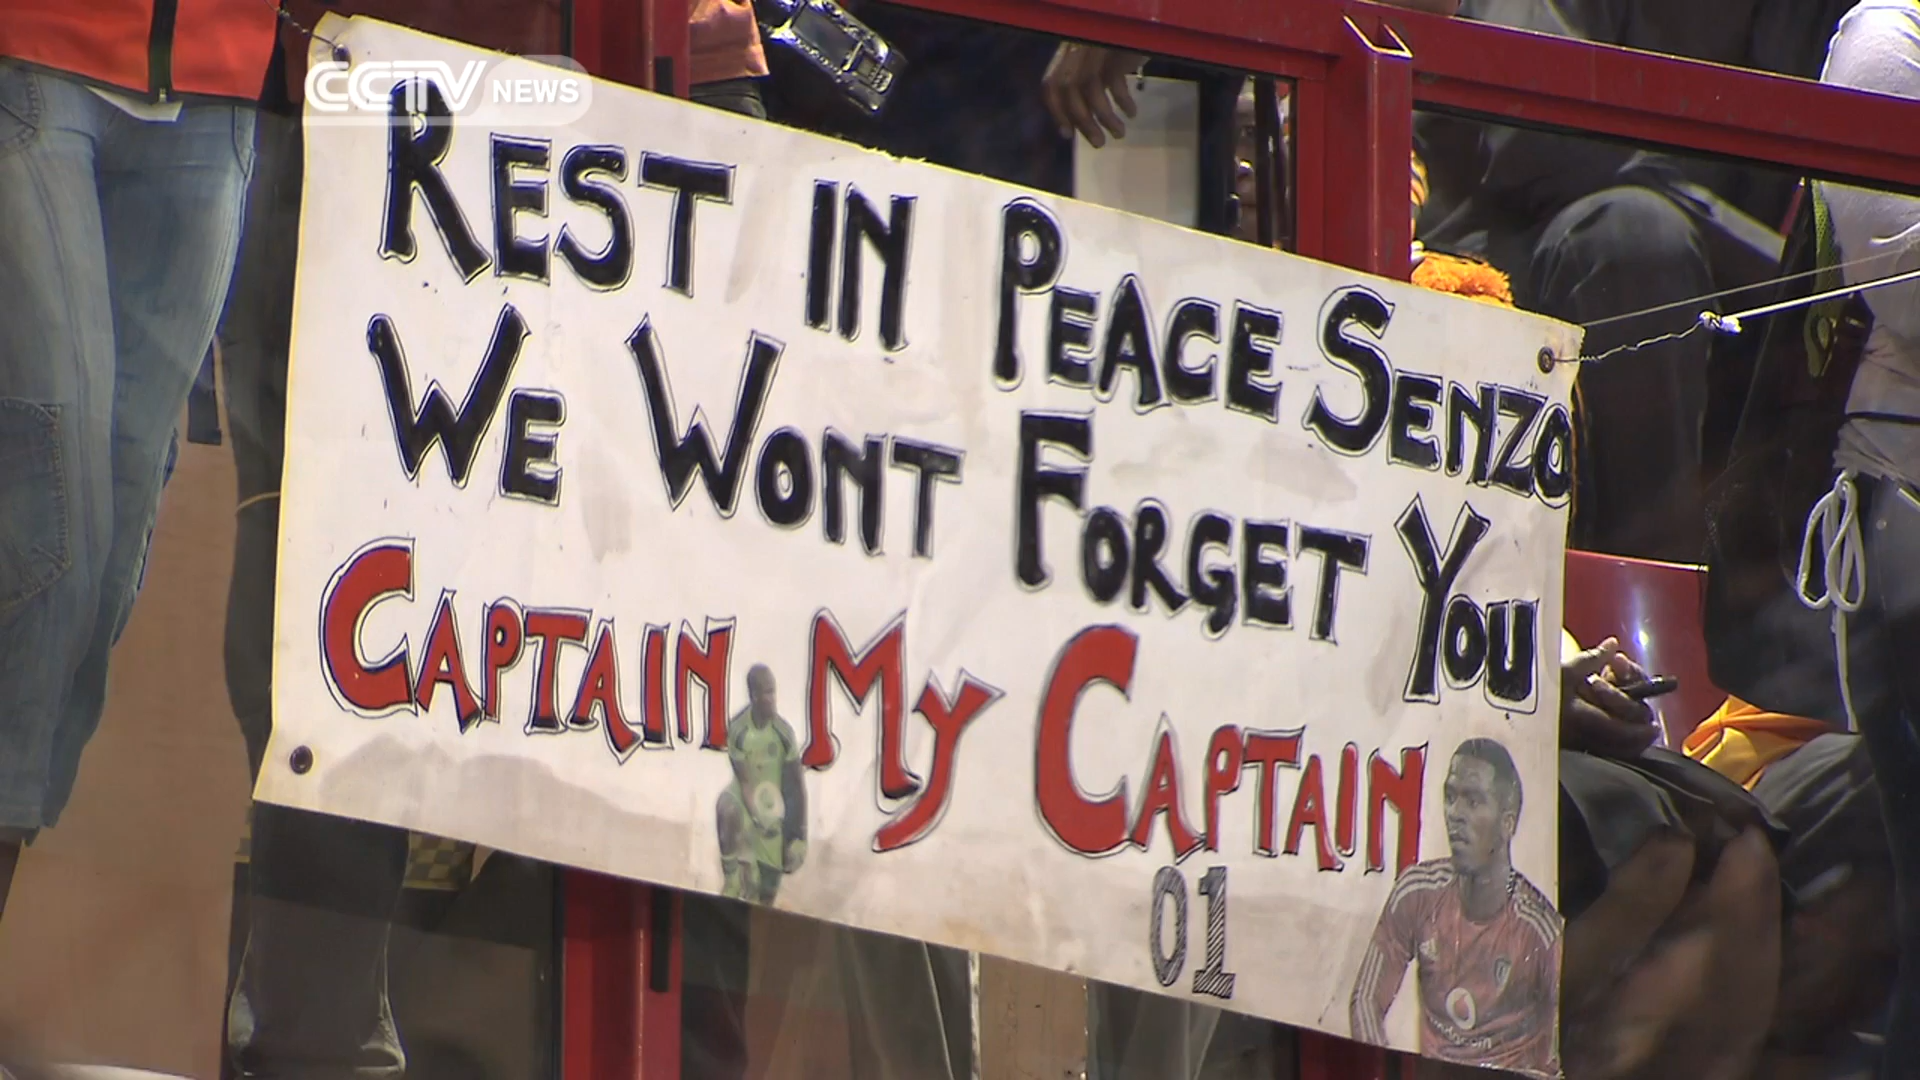 CCTV NEWS
REST IN PEACE SENZO
WE WONT FORGET YOU
CAPTAIN MY CAPTAIN
01